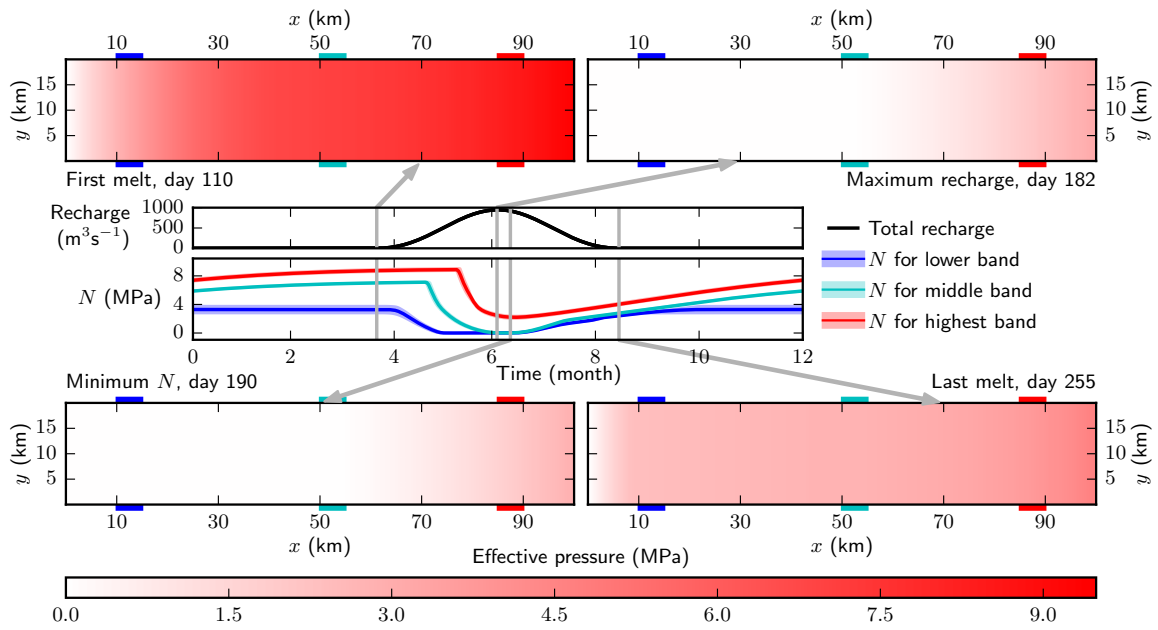 x (km)
x (km)
10 30 50 70 90
10 30 50 70 90
y (km)
15
10
5
15
10
5
y (km)
First melt, day 110
Maximum recharge, day 182
Recharge
(m³s⁻¹)
1000
500
0
Total recharge
N for lower band
N for middle band
N for highest band
N (MPa)
8
4
0
0 2 4 6 8 10 12
Time (month)
Minimum N, day 190
Last melt, day 255
y (km)
15
10
5
15
10
5
y (km)
10 30 50 70 90
10 30 50 70 90
x (km)
x (km)
Effective pressure (MPa)
0.0 1.5 3.0 4.5 6.0 7.5 9.0